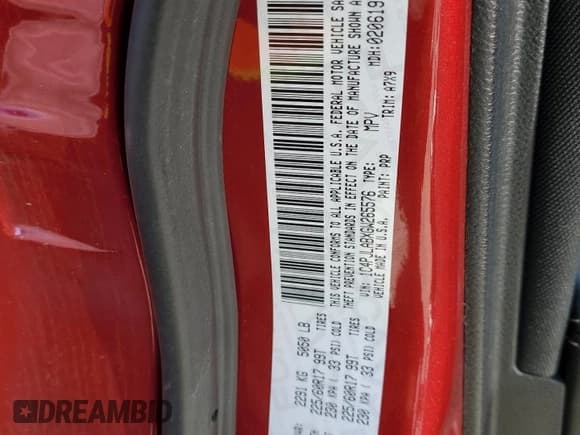 THIS VEHICLE CONFORMS TO ALL APPLICABLE U.S.A. FEDERAL MOTOR VEHICLE SA
THEFT PREVENTION STANDARDS IN EFFECT ON THE DATE OF MANUFACTURE SHOWN A
VIN: 1C4PJLABXGW265576 TYPE: MPV MDH: 020619
VEHICLE MADE IN U.S.A. PAINT: PRP TRIM: A7X9
2291 KG 5050 LB
225/60R17 99T TIRES
230 KPA ( 33 PSI) COLD
225/60R17 99T TIRES
230 KPA ( 33 PSI) COLD
DREAMBID